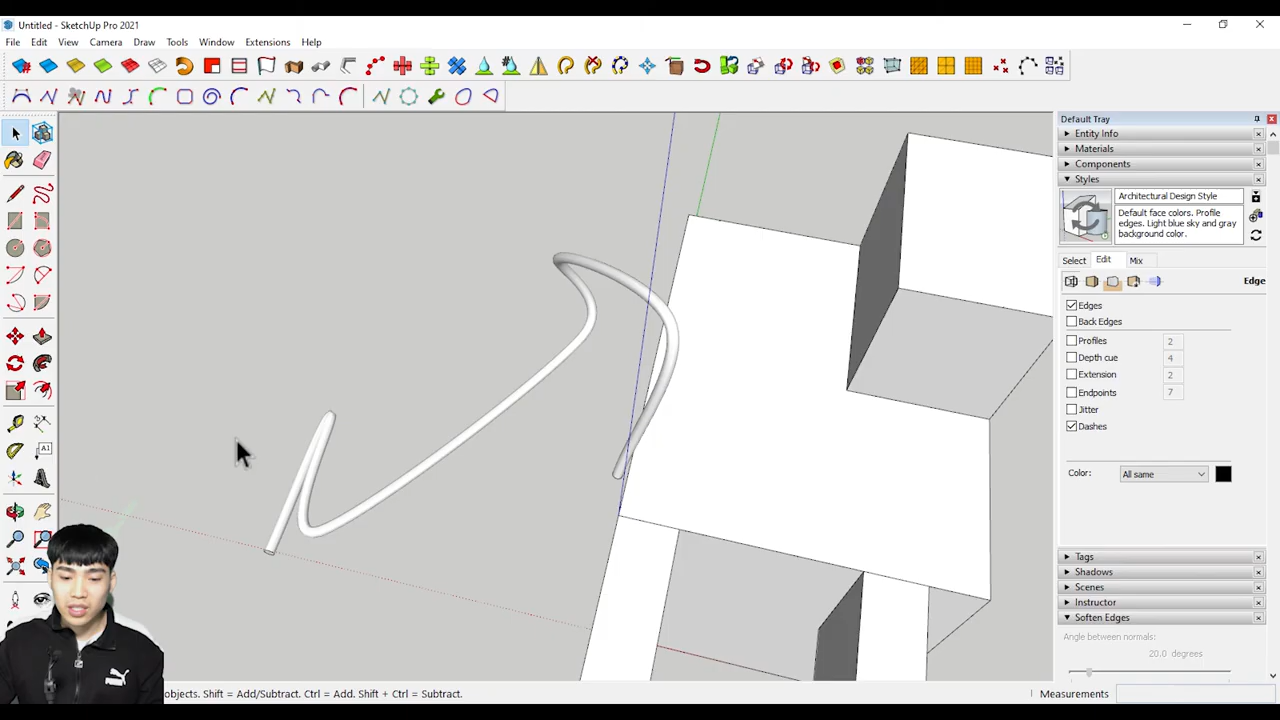 Untitled - SketchUp Pro 2021
File Edit View Camera Draw Tools Window Extensions Help
Default Tray
Entity Info
Materials
Components
Styles
Architectural Design Style
Default face colors. Profile
edges. Light blue sky and gray
background color.
Select Edit Mix
Edge
Edges
Back Edges
Profiles 2
Depth cue 4
Extension 2
Endpoints 7
Jitter
Dashes
Color: All same
Tags
Shadows
Scenes
Instructor
Soften Edges
Angle between normals:
20.0 degrees
objects. Shift = Add/Subtract. Ctrl = Add. Shift + Ctrl = Subtract.
Measurements